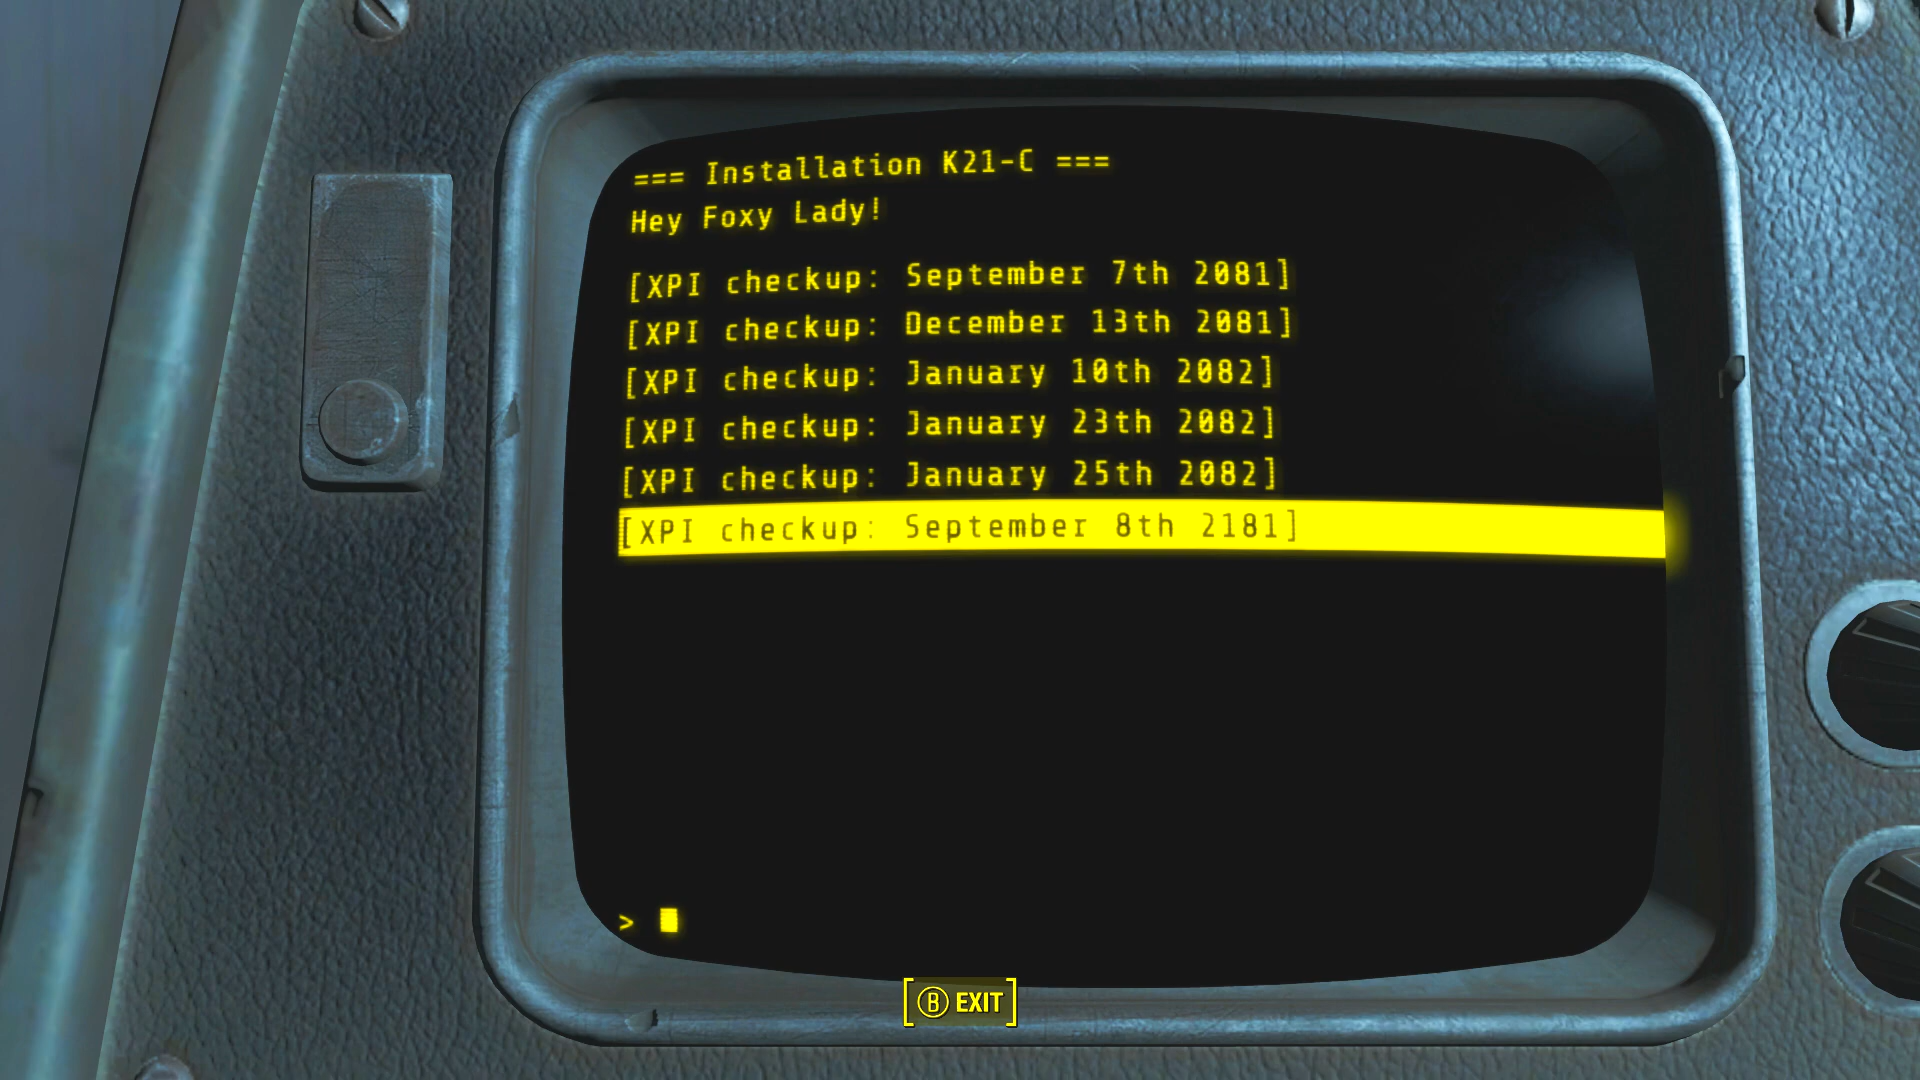 === Installation K21-C ===
Hey Foxy Lady!
[XPI checkup: September 7th 2081]
[XPI checkup: December 13th 2081]
[XPI checkup: January 10th 2082]
[XPI checkup: January 23th 2082]
[XPI checkup: January 25th 2082]
[XPI checkup: September 8th 2181]
>
[Ⓑ EXIT]